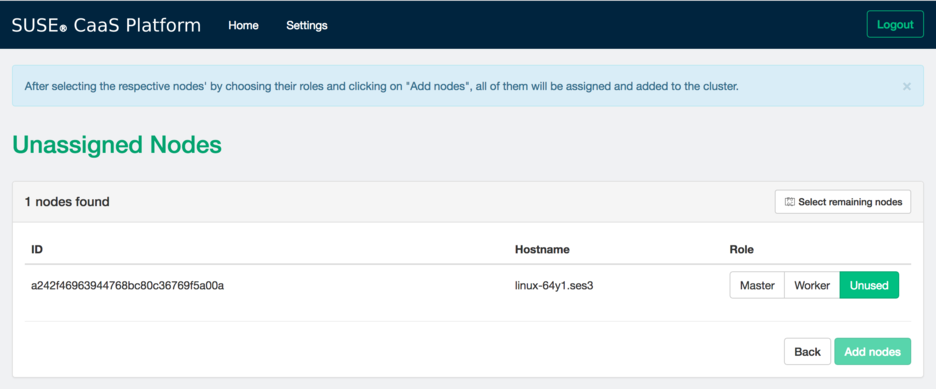 SUSE® CaaS Platform Home Settings Logout
After selecting the respective nodes' by choosing their roles and clicking on "Add nodes", all of them will be assigned and added to the cluster. ×
Unassigned Nodes
1 nodes found Select remaining nodes
ID Hostname Role
a242f46963944768bc80c36769f5a00a linux-64y1.ses3 Master Worker Unused
Back Add nodes